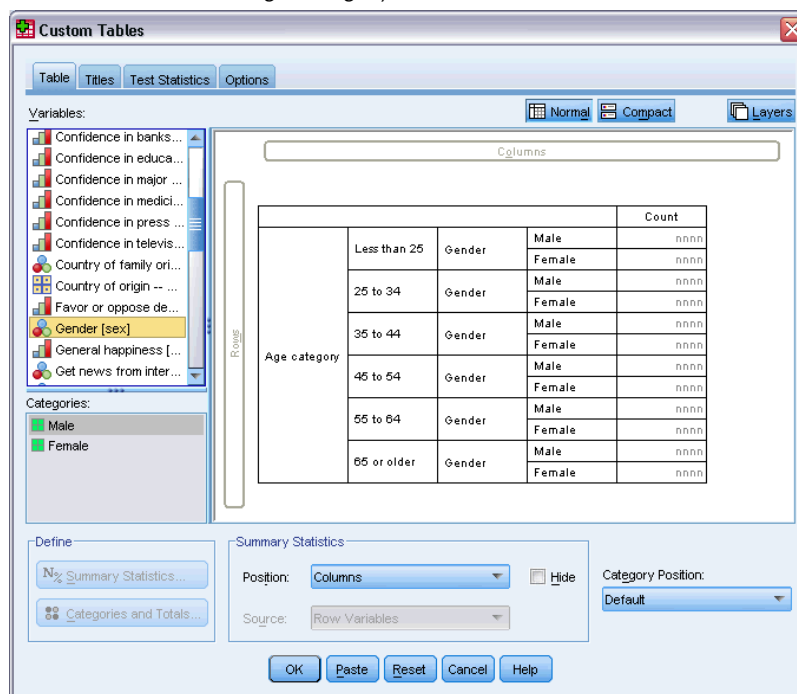 Custom Tables
Table Titles Test Statistics Options
Variables:
Normal Compact Layers
Confidence in banks...
Confidence in educa...
Confidence in major ...
Confidence in medici...
Confidence in press ...
Confidence in televis...
Country of family ori...
Country of origin -- ...
Favor or oppose de...
Gender [sex]
General happiness [...
Get news from inter...
Categories:
Male
Female
Columns
Rows
Count
Age category
Less than 25 Gender Male nnnn
Female nnnn
25 to 34 Gender Male nnnn
Female nnnn
35 to 44 Gender Male nnnn
Female nnnn
45 to 54 Gender Male nnnn
Female nnnn
55 to 64 Gender Male nnnn
Female nnnn
65 or older Gender Male nnnn
Female nnnn
Define
N% Summary Statistics...
Categories and Totals...
Summary Statistics
Position: Columns Hide
Source: Row Variables
Category Position:
Default
OK Paste Reset Cancel Help